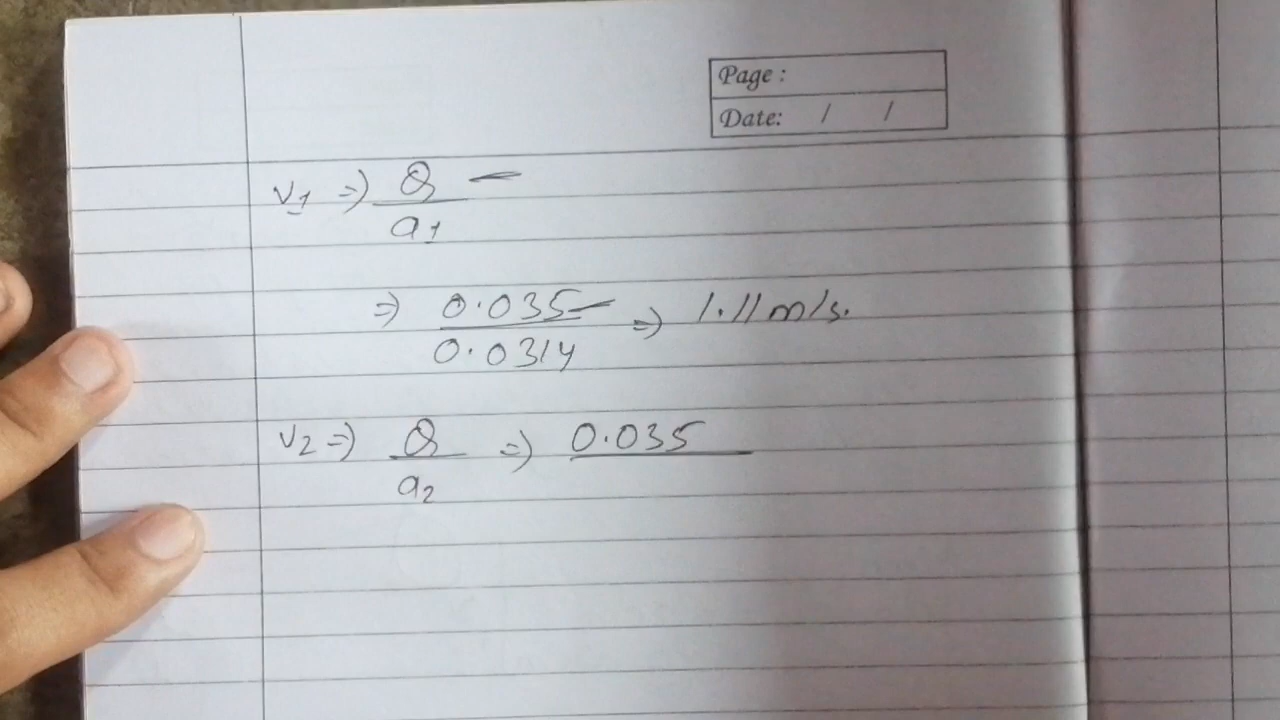 Page :
Date: / /
V1 ⇒ Q
a1
⇒ 0.035 ⇒ 1.11 m/s.
0.0314
V2 ⇒ Q ⇒ 0.035
a2